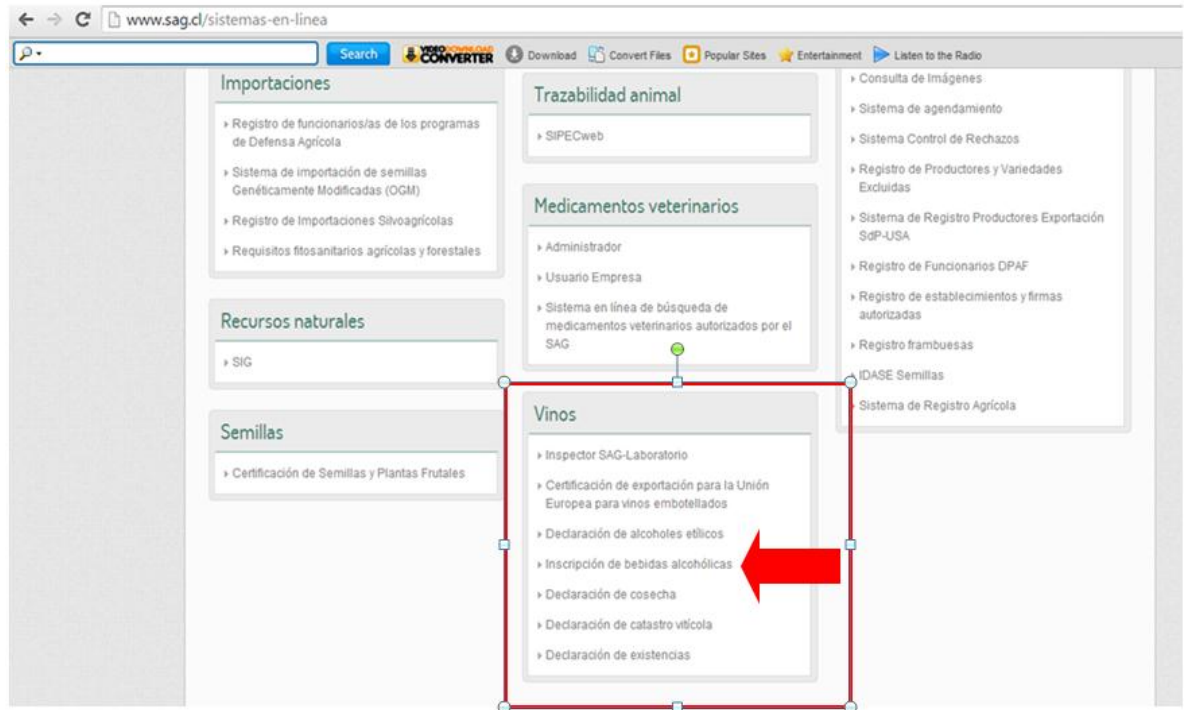 www.sag.cl/sistemas-en-linea
Search VIDEO DOWNLOAD CONVERTER Download Convert Files Popular Sites Entertainment Listen to the Radio
Importaciones
Registro de funcionarios/as de los programas
de Defensa Agrícola
Sistema de importación de semillas
Genéticamente Modificadas (OGM)
Registro de Importaciones Silvoagrícolas
Requisitos fitosanitarios agrícolas y forestales
Recursos naturales
SIG
Semillas
Certificación de Semillas y Plantas Frutales
Trazabilidad animal
SIPECweb
Medicamentos veterinarios
Administrador
Usuario Empresa
Sistema en línea de búsqueda de
medicamentos veterinarios autorizados por el
SAG
Vinos
Inspector SAG-Laboratorio
Certificación de exportación para la Unión
Europea para vinos embotellados
Declaración de alcoholes etílicos
Inscripción de bebidas alcohólicas
Declaración de cosecha
Declaración de catastro vitícola
Declaración de existencias
Consulta de Imágenes
Sistema de agendamiento
Sistema Control de Rechazos
Registro de Productores y Variedades
Excluidas
Sistema de Registro Productores Exportación
SdP-USA
Registro de Funcionarios DPAF
Registro de establecimientos y firmas
autorizadas
Registro frambuesas
IDASE Semillas
Sistema de Registro Agrícola